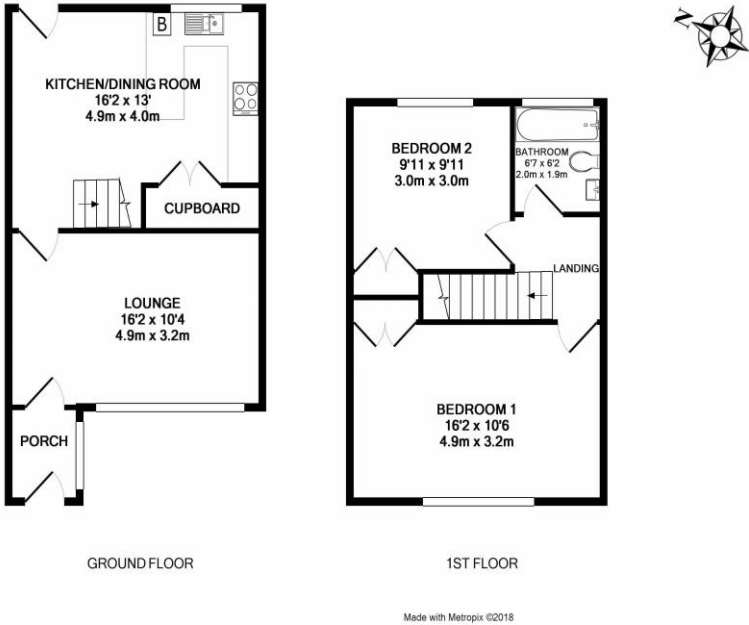 N
B
KITCHEN/DINING ROOM
16'2 x 13'
4.9m x 4.0m
CUPBOARD
LOUNGE
16'2 x 10'4
4.9m x 3.2m
PORCH
GROUND FLOOR
BEDROOM 2
9'11 x 9'11
3.0m x 3.0m
BATHROOM
6'7 x 6'2
2.0m x 1.9m
LANDING
BEDROOM 1
16'2 x 10'6
4.9m x 3.2m
1ST FLOOR
Made with Metropix ©2018